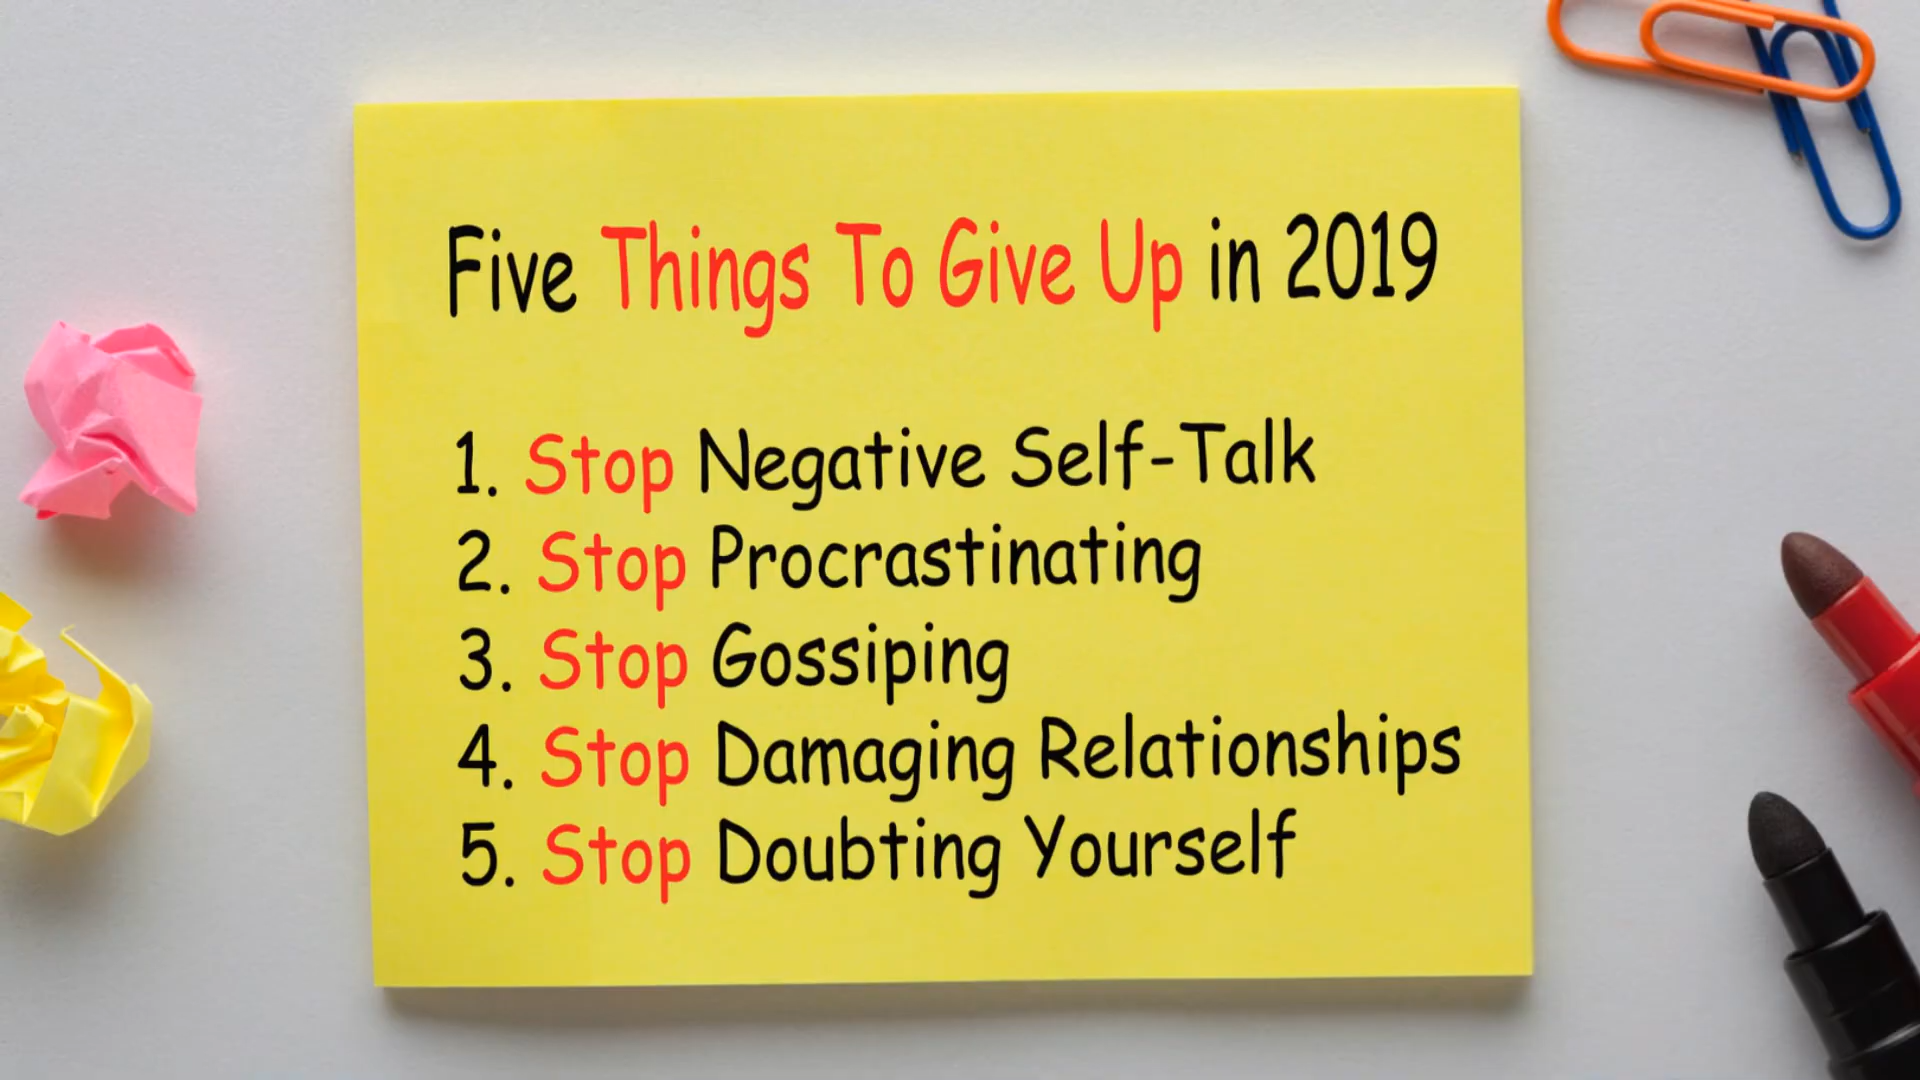 Five Things To Give Up in 2019
1. Stop Negative Self-Talk
2. Stop Procrastinating
3. Stop Gossiping
4. Stop Damaging Relationships
5. Stop Doubting Yourself